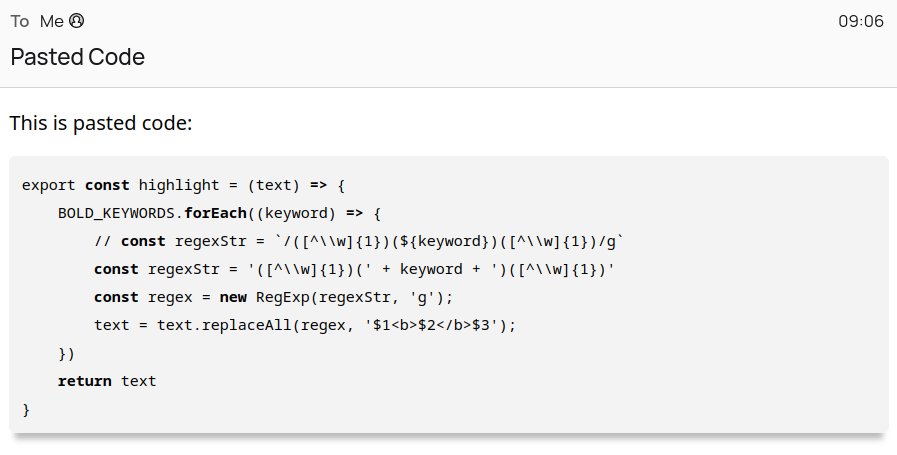 To Me 09:06
Pasted Code
This is pasted code:
export const highlight = (text) => {
    BOLD_KEYWORDS.forEach((keyword) => {
        // const regexStr = `/([^\\w]{1})(${keyword})([^\\w]{1})/g`
        const regexStr = '([^\\w]{1})(' + keyword + ')([^\\w]{1})'
        const regex = new RegExp(regexStr, 'g');
        text = text.replaceAll(regex, '$1<b>$2</b>$3');
    })
    return text
}